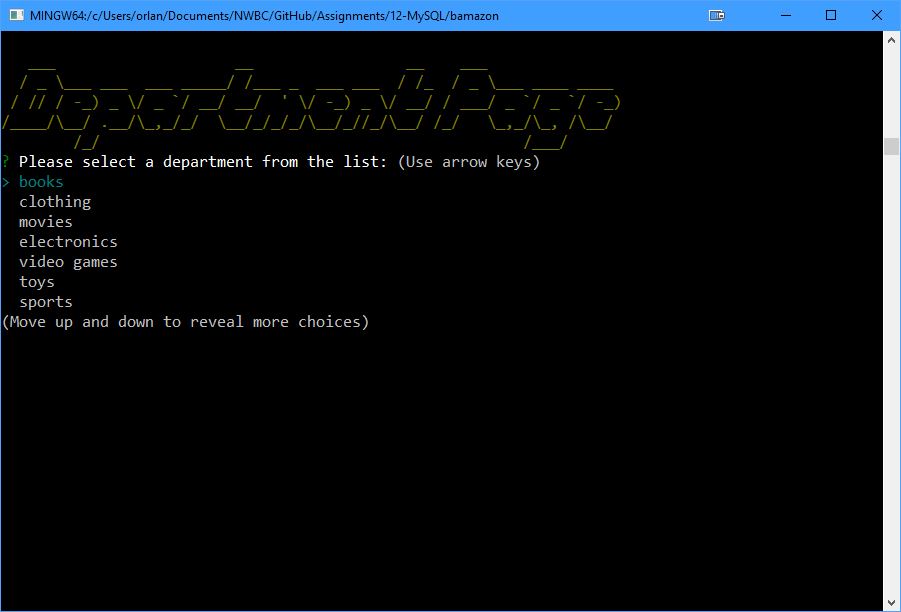 MINGW64:/c/Users/orlan/Documents/NWBC/GitHub/Assignments/12-MySQL/bamazon
Department Page
? Please select a department from the list: (Use arrow keys)
> books
clothing
movies
electronics
video games
toys
sports
(Move up and down to reveal more choices)